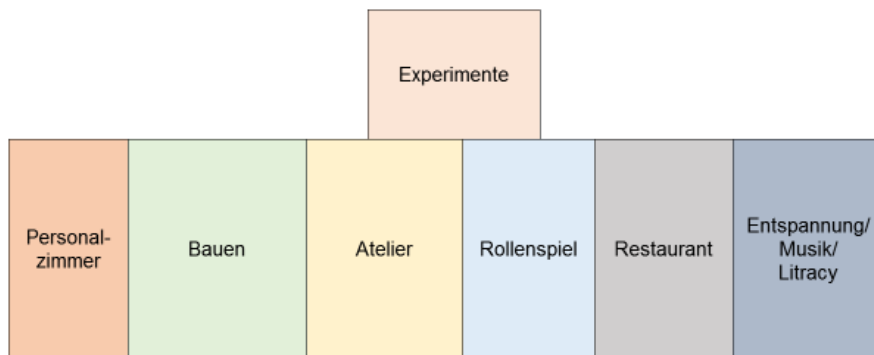 Experimente
Personal-
zimmer
Bauen
Atelier
Rollenspiel
Restaurant
Entspannung/
Musik/
Litracy